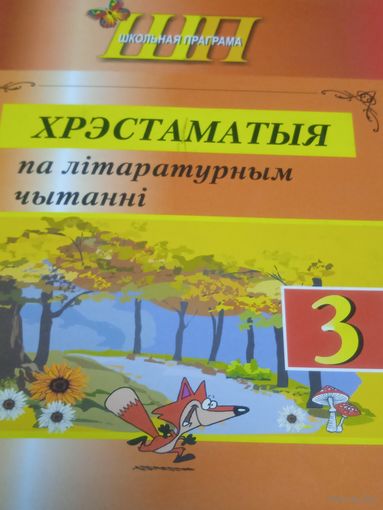 ШП
ШКОЛЬНАЯ ПРАГРАМА
ХРЭСТАМАТЫЯ
па літаратурным
чытанні
3